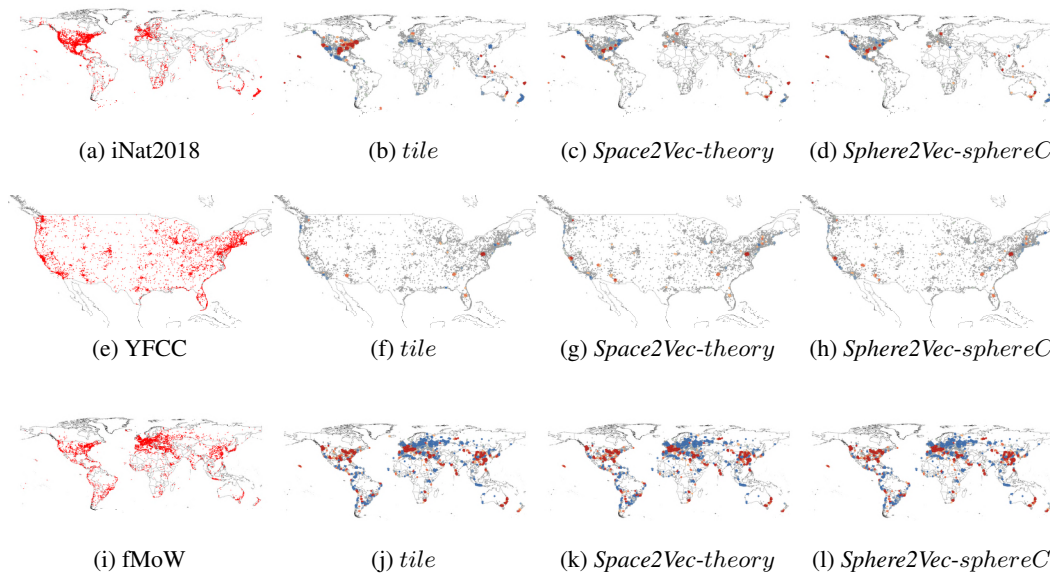 (a) iNat2018 (b) tile (c) Space2Vec-theory (d) Sphere2Vec-sphereC
(e) YFCC (f) tile (g) Space2Vec-theory (h) Sphere2Vec-sphereC
(i) fMoW (j) tile (k) Space2Vec-theory (l) Sphere2Vec-sphereC